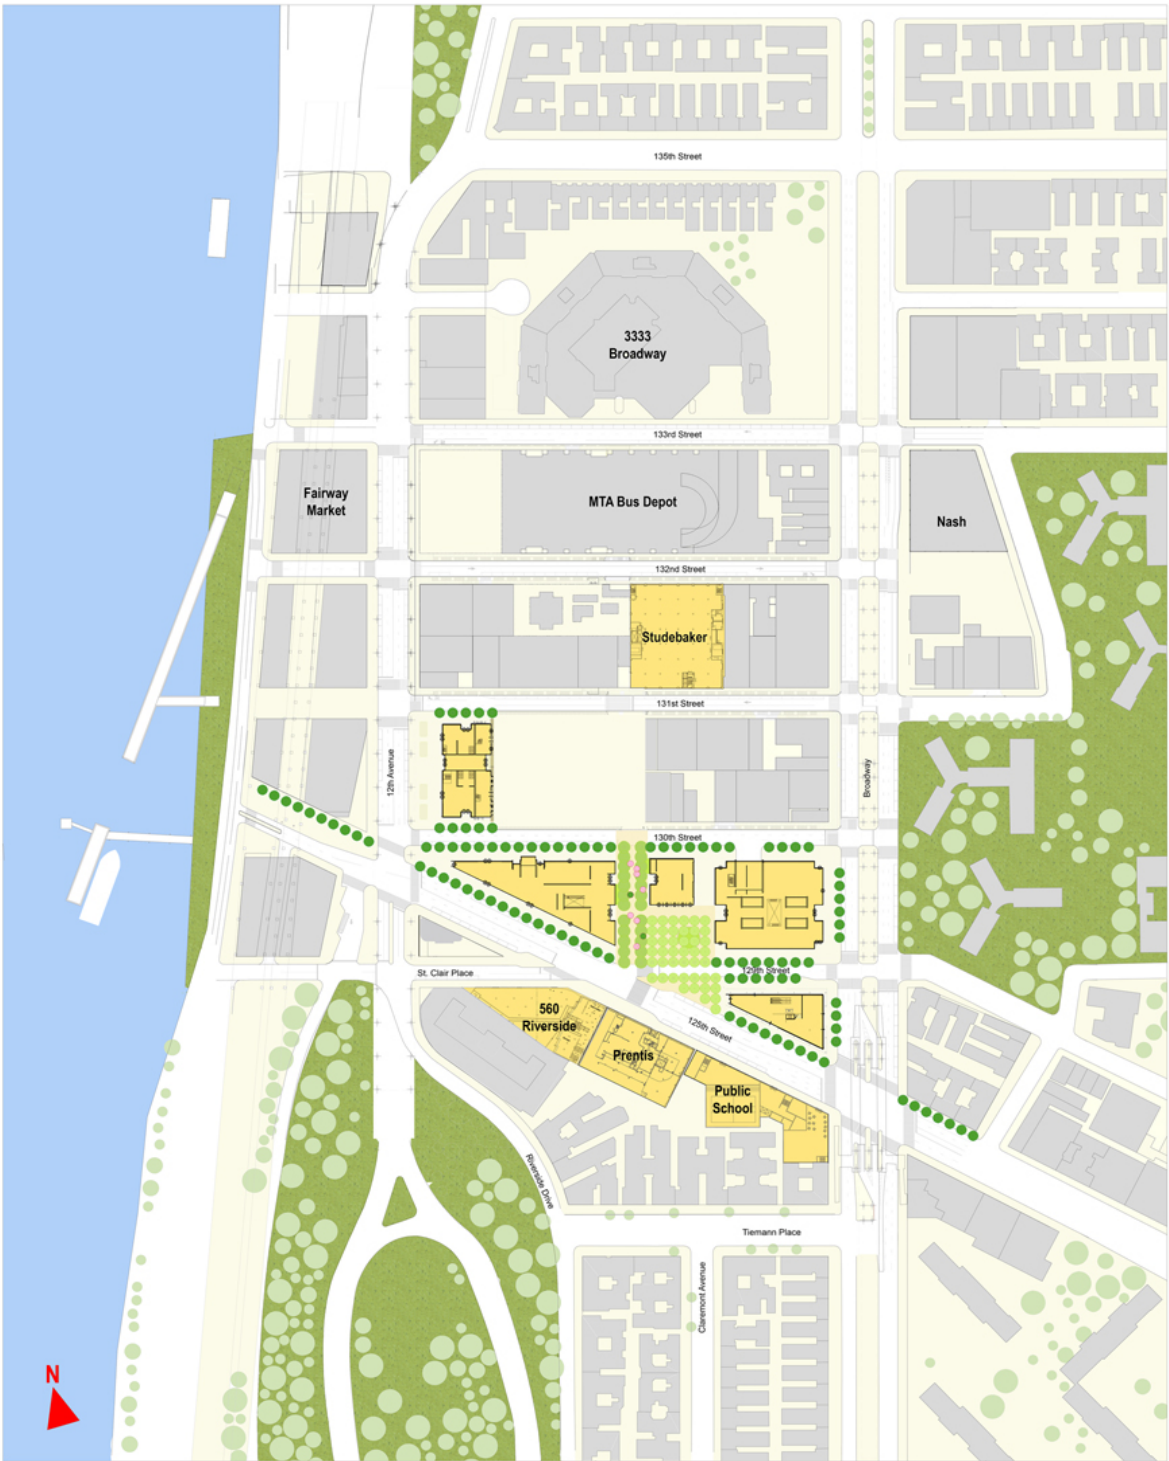 135th Street
3333
Broadway
133rd Street
Fairway
Market
MTA Bus Depot
Nash
132nd Street
Studebaker
131st Street
12th Avenue
Broadway
130th Street
129th Street
St. Clair Place
560
Riverside
125th Street
Prentis
Public
School
Riverside Drive
Tiemann Place
Claremont Avenue
N